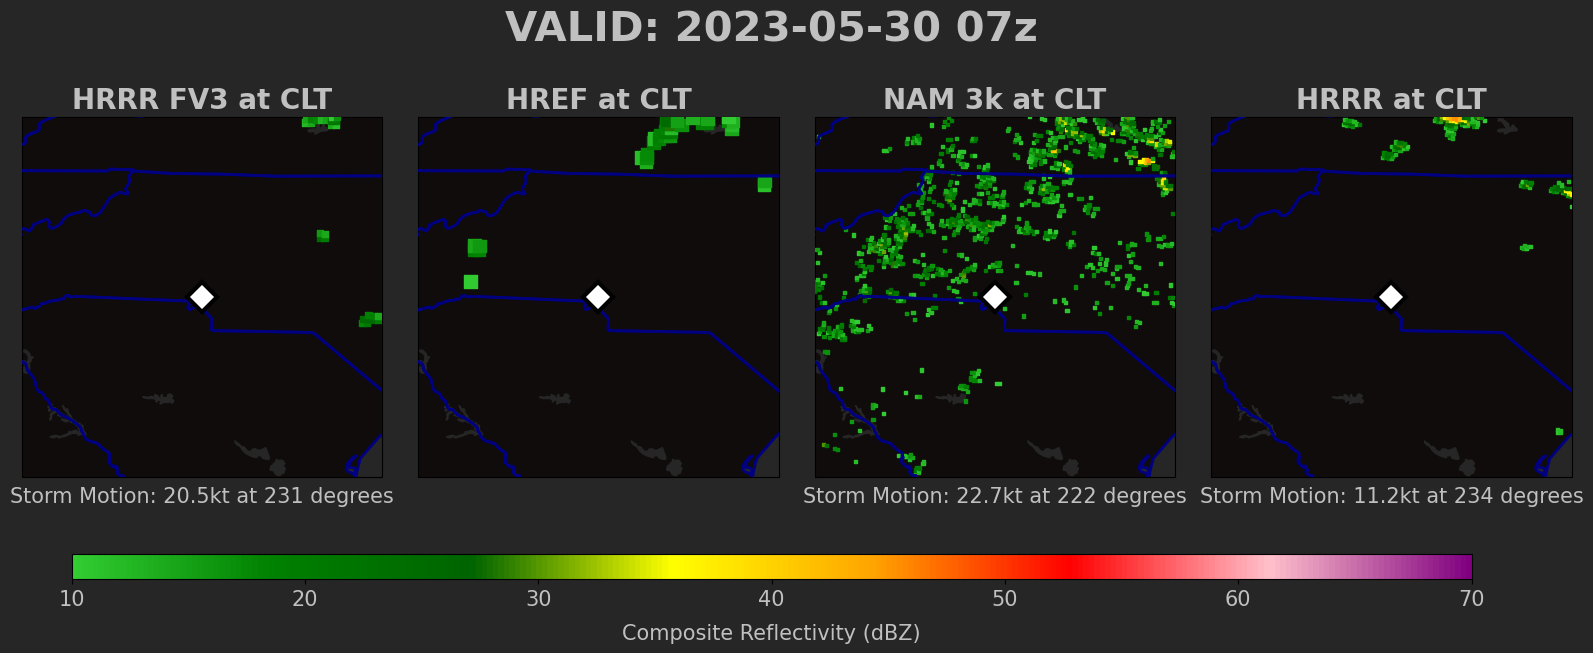 VALID: 2023-05-30 07z
HRRR FV3 at CLT
HREF at CLT
NAM 3k at CLT
HRRR at CLT
Storm Motion: 20.5kt at 231 degrees
Storm Motion: 22.7kt at 222 degrees
Storm Motion: 11.2kt at 234 degrees
10 20 30 40 50 60 70
Composite Reflectivity (dBZ)